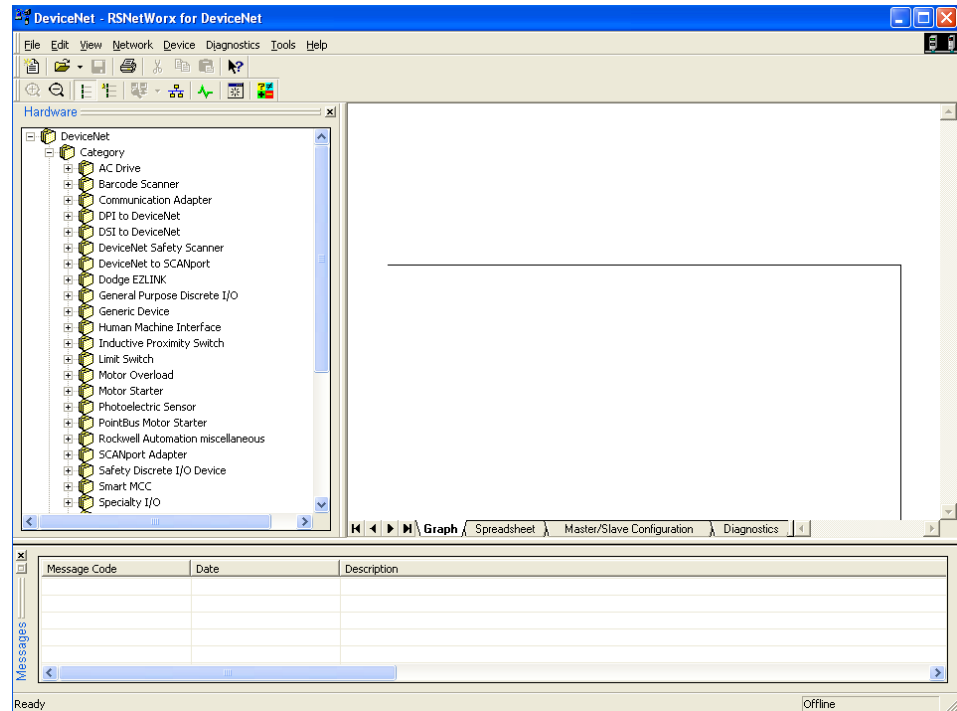 DeviceNet - RSNetWorx for DeviceNet
File Edit View Network Device Diagnostics Tools Help
Hardware
DeviceNet
Category
AC Drive
Barcode Scanner
Communication Adapter
DPI to DeviceNet
DSI to DeviceNet
DeviceNet Safety Scanner
DeviceNet to SCANport
Dodge EZLINK
General Purpose Discrete I/O
Generic Device
Human Machine Interface
Inductive Proximity Switch
Limit Switch
Motor Overload
Motor Starter
Photoelectric Sensor
PointBus Motor Starter
Rockwell Automation miscellaneous
SCANport Adapter
Safety Discrete I/O Device
Smart MCC
Specialty I/O
Graph Spreadsheet Master/Slave Configuration Diagnostics
Messages
Message Code Date Description
Ready Offline